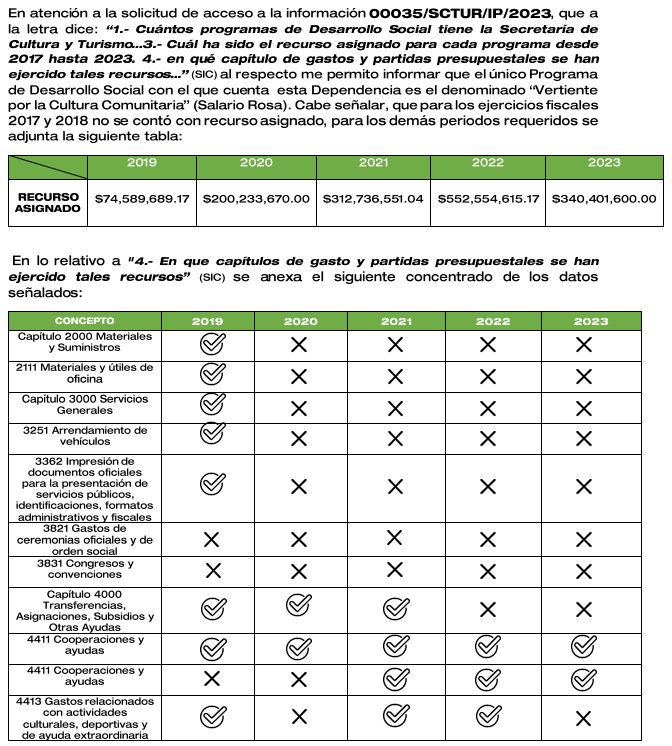 En atención a la solicitud de acceso a la información 00035/SCTUR/IP/2023, que a
la letra dice: “1.- Cuántos programas de Desarrollo Social tiene la Secretaría de
Cultura y Turismo...3.- Cuál ha sido el recurso asignado para cada programa desde
2017 hasta 2023. 4.- en qué capítulo de gastos y partidas presupuestales se han
ejercido tales recursos...” (SIC) al respecto me permito informar que el único Programa
de Desarrollo Social con el que cuenta esta Dependencia es el denominado “Vertiente
por la Cultura Comunitaria” (Salario Rosa). Cabe señalar, que para los ejercicios fiscales
2017 y 2018 no se contó con recurso asignado, para los demás periodos requeridos se
adjunta la siguiente tabla:
2019 2020 2021 2022 2023
RECURSO
ASIGNADO $74,589,689.17 $200,233,670.00 $312,736,551.04 $552,554,615.17 $340,401,600.00
En lo relativo a "4.- En que capítulos de gasto y partidas presupuestales se han
ejercido tales recursos” (SIC) se anexa el siguiente concentrado de los datos
señalados:
CONCEPTO 2019 2020 2021 2022 2023
Capítulo 2000 Materiales
y Suministros
2111 Materiales y útiles de
oficina
Capítulo 3000 Servicios
Generales
3251 Arrendamiento de
vehículos
3362 Impresión de
documentos oficiales
para la presentación de
servicios públicos,
identificaciones, formatos
administrativos y fiscales
3821 Gastos de
ceremonias oficiales y de
orden social
3831 Congresos y
convenciones
Capítulo 4000
Transferencias,
Asignaciones, Subsidios y
Otras Ayudas
4411 Cooperaciones y
ayudas
4411 Cooperaciones y
ayudas
4413 Gastos relacionados
con actividades
culturales, deportivas y
de ayuda extraordinaria